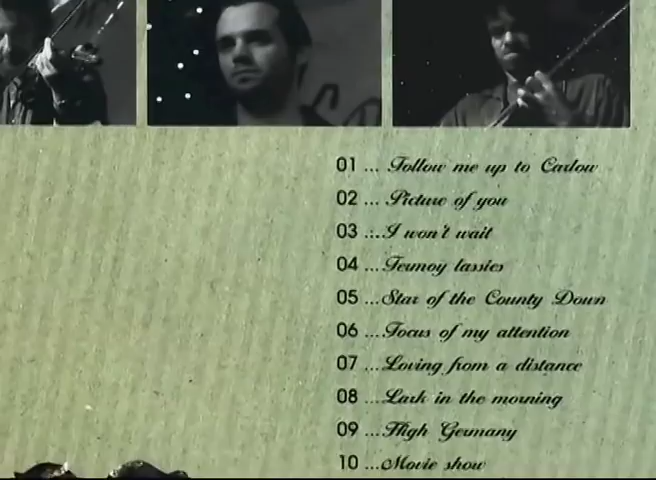 01 ... Follow me up to Carlow
02 ... Picture of you
03 ... I won't wait
04 ... Fermoy lassies
05 ... Star of the County Down
06 ... Focus of my attention
07 ... Loving from a distance
08 ... Lark in the morning
09 ... High Germany
10 ... Movie show